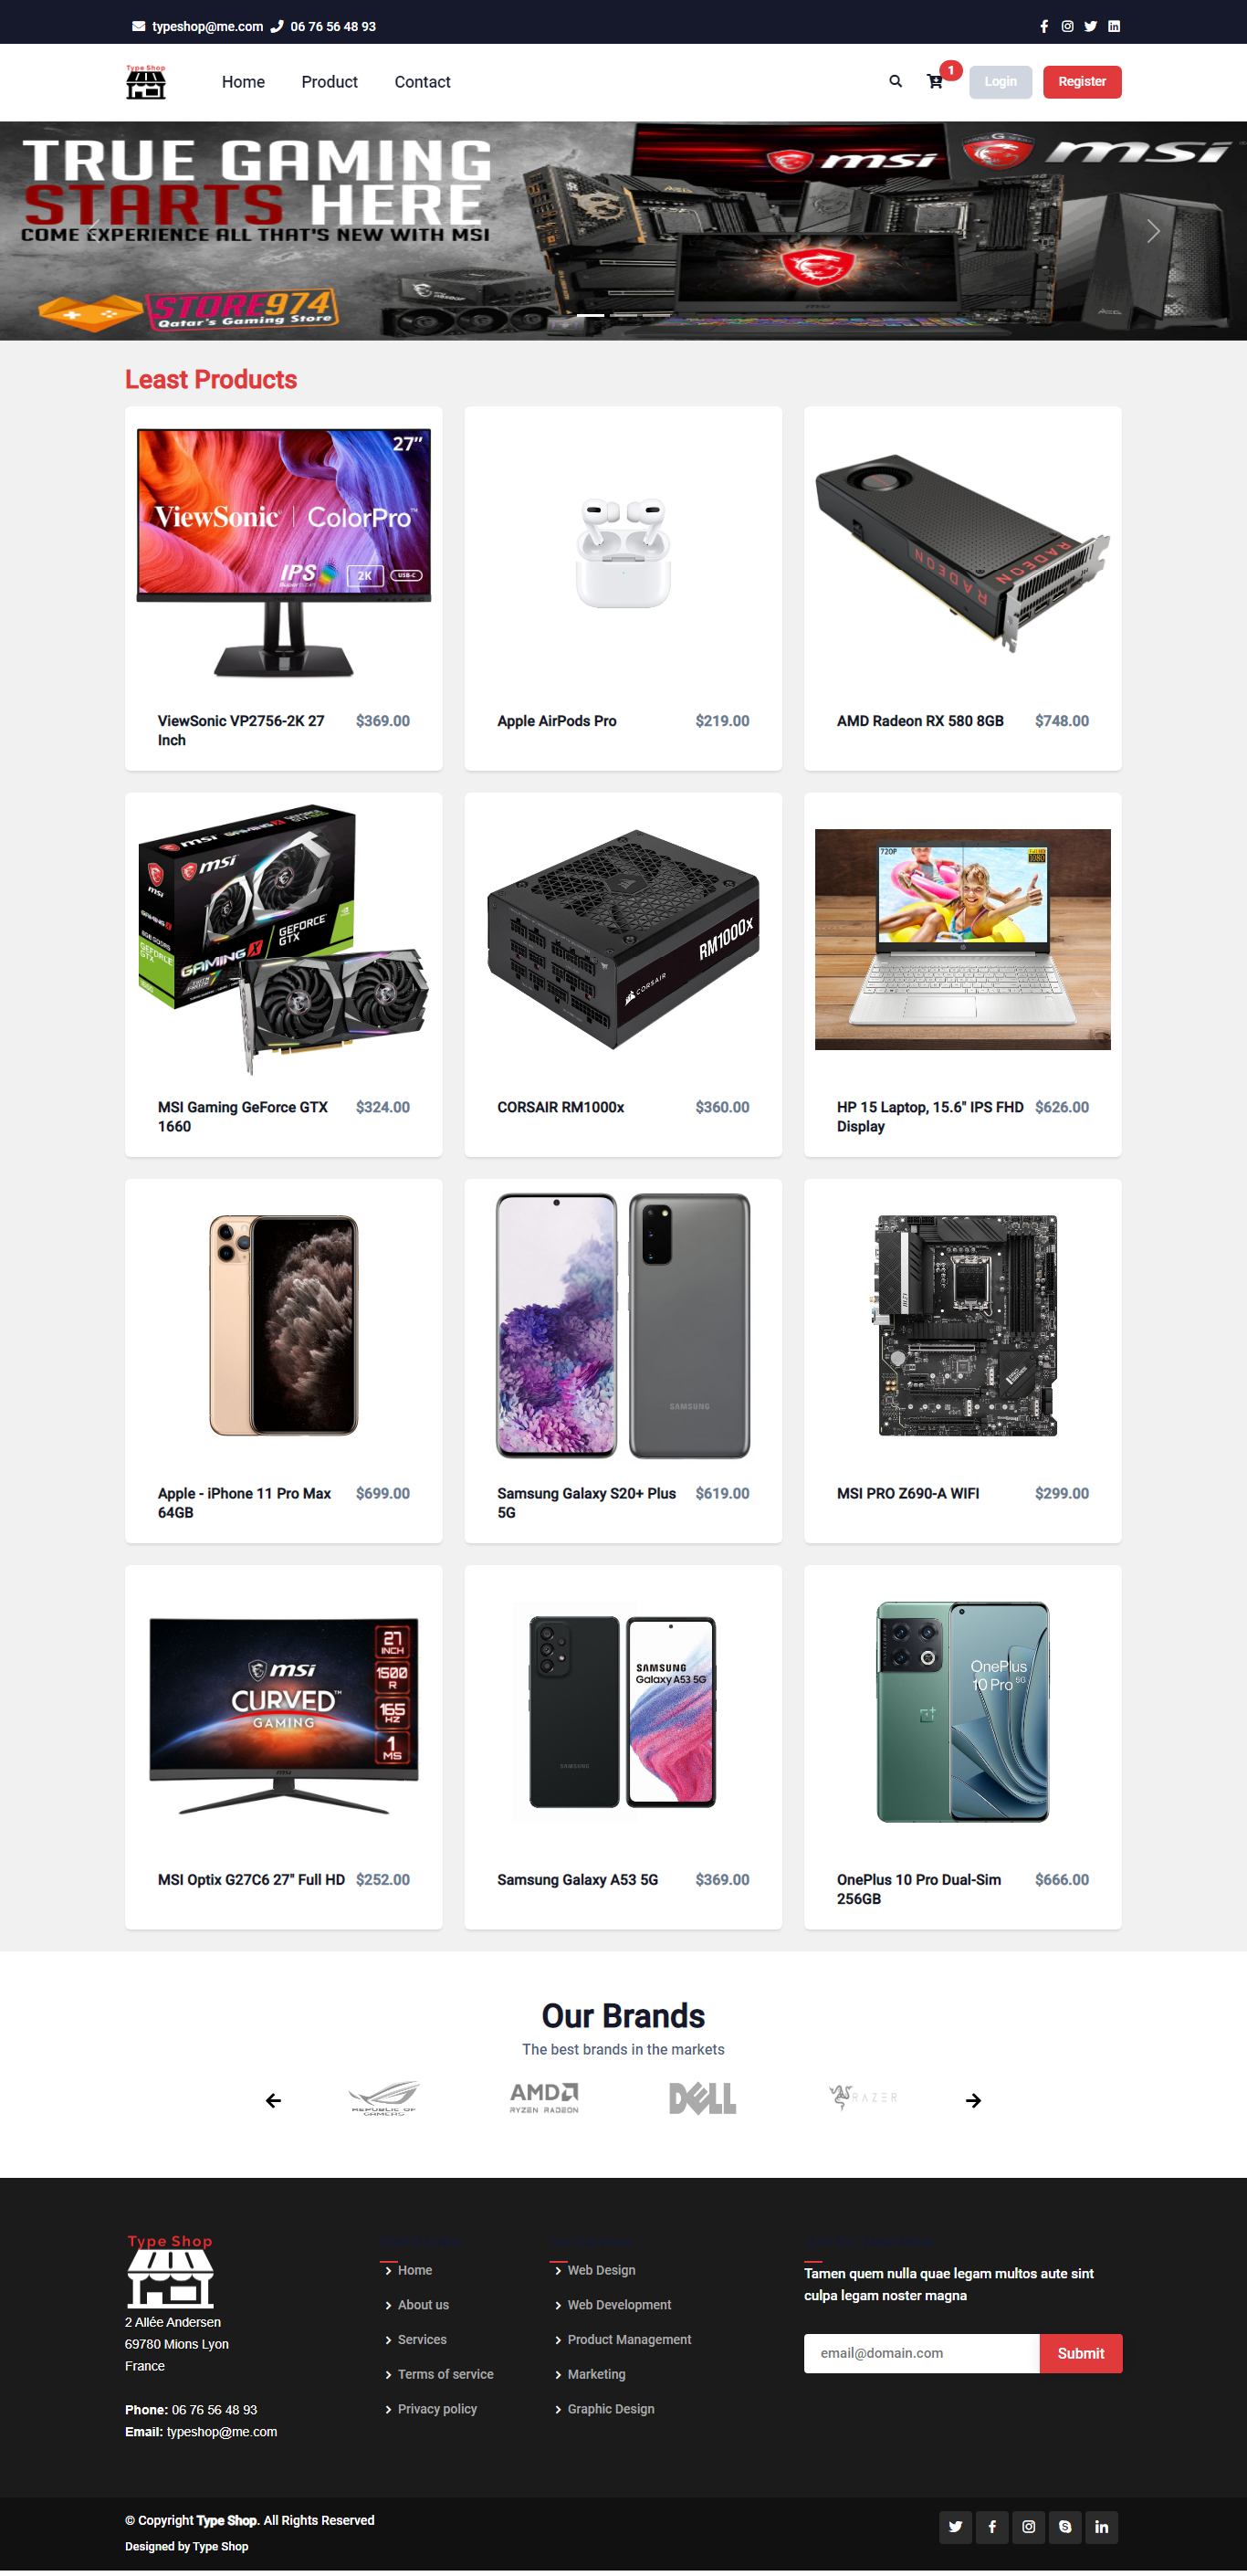 typeshop@me.com 06 76 56 48 93
Type Shop
Home Product Contact
1
Login Register
TRUE GAMING
STARTS HERE
COME EXPERIENCE ALL THAT'S NEW WITH MSI
msi
msi
STORE974
Qatar's Gaming Store
Least Products
27”
ViewSonic ColorPro™
IPS 2K USB-C
RADEON
RADEON
ViewSonic VP2756-2K 27 Inch
$369.00
Apple AirPods Pro
$219.00
AMD Radeon RX 580 8GB
$748.00
msi
msi
GAMING X
GEFORCE GTX
RM1000x
CORSAIR
720P
1080
MSI Gaming GeForce GTX 1660
$324.00
CORSAIR RM1000x
$360.00
HP 15 Laptop, 15.6" IPS FHD Display
$626.00
SAMSUNG
Apple - iPhone 11 Pro Max 64GB
$699.00
Samsung Galaxy S20+ Plus 5G
$619.00
MSI PRO Z690-A WIFI
$299.00
msi
CURVED™
GAMING
27 INCH
1500 R
165 HZ
1 MS
msi
SAMSUNG
SAMSUNG
Galaxy A53 5G
OnePlus
10 Pro 5G
MSI Optix G27C6 27" Full HD
$252.00
Samsung Galaxy A53 5G
$369.00
OnePlus 10 Pro Dual-Sim 256GB
$666.00
Our Brands
The best brands in the markets
REPUBLIC OF GAMERS
AMD
RYZEN RADEON
DELL
RAZER
Type Shop
2 Allée Andersen
69780 Mions Lyon
France
Phone: 06 76 56 48 93
Email: typeshop@me.com
Home
About us
Services
Terms of service
Privacy policy
Web Design
Web Development
Product Management
Marketing
Graphic Design
Tamen quem nulla quae legam multos aute sint
culpa legam noster magna
email@domain.com Submit
© Copyright Type Shop. All Rights Reserved
Designed by Type Shop